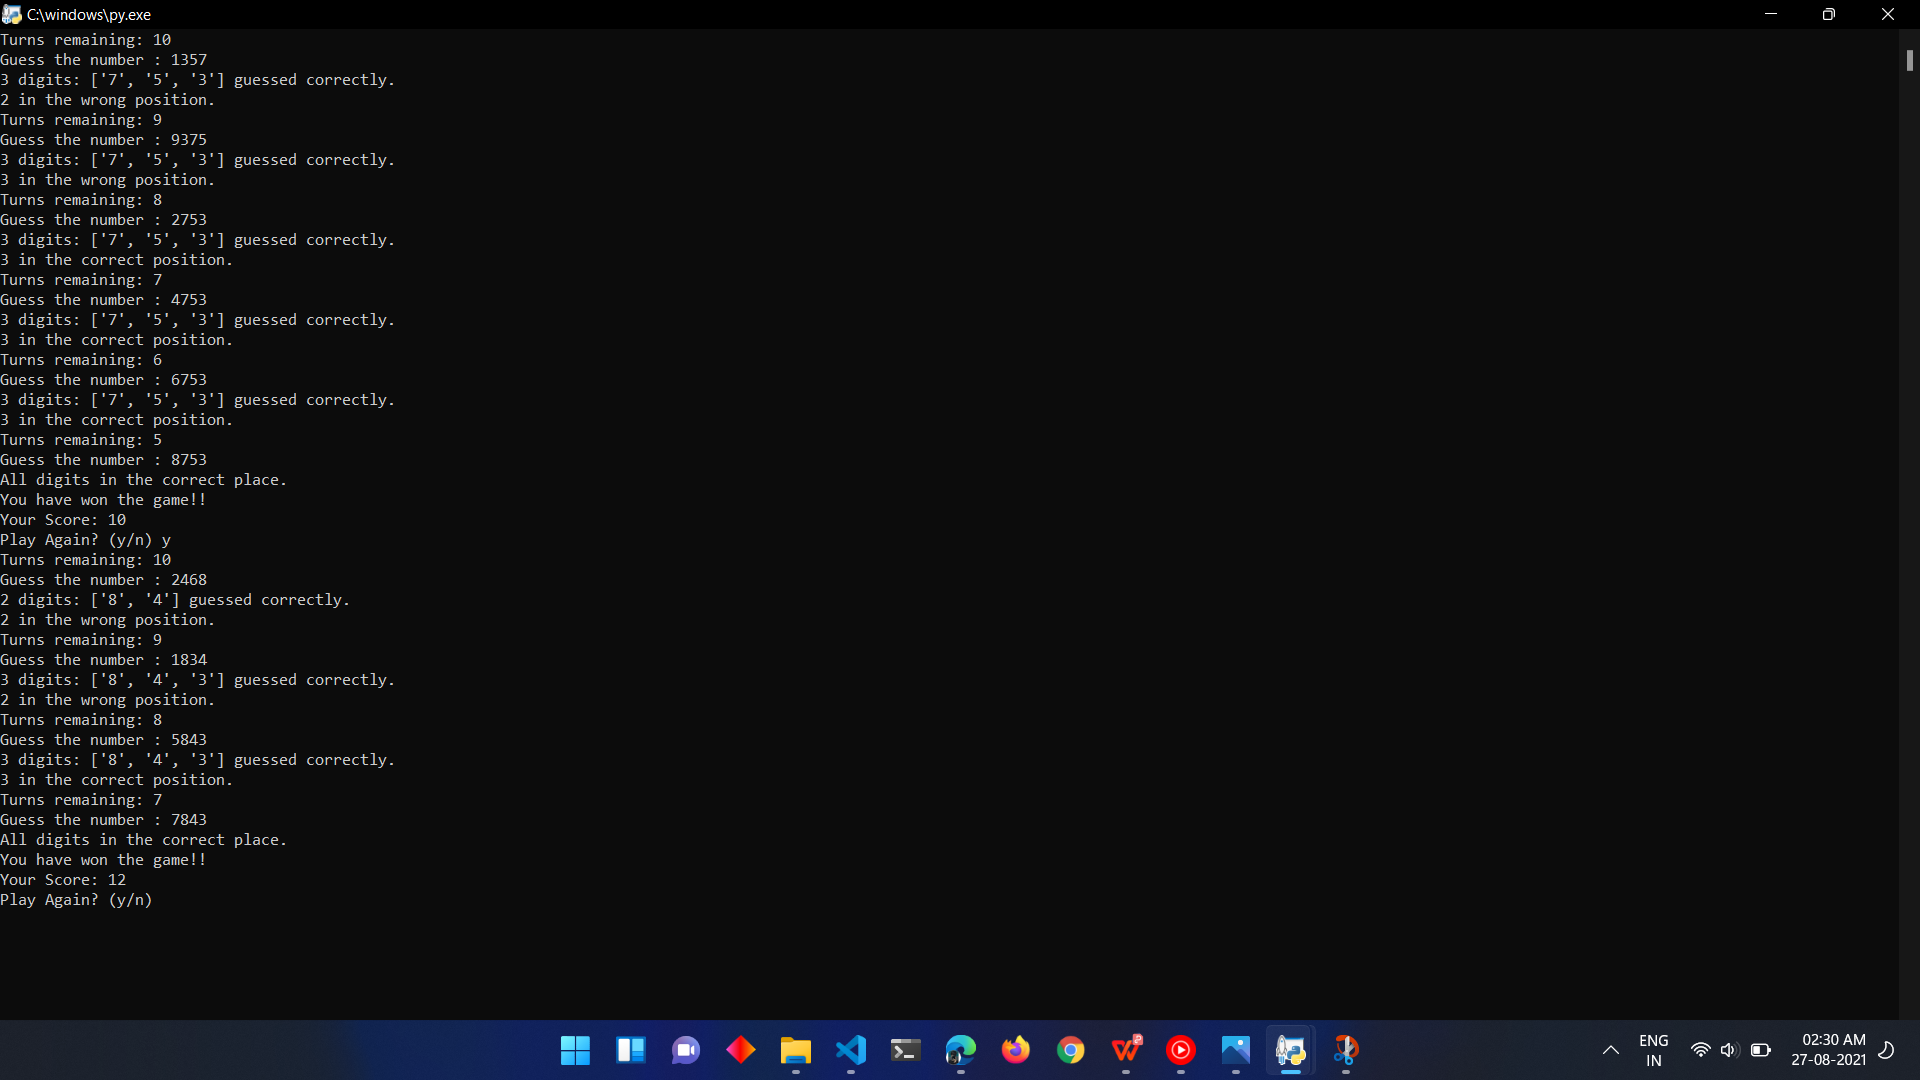 C:\windows\py.exe
Turns remaining: 10
Guess the number : 1357
3 digits: ['7', '5', '3'] guessed correctly.
2 in the wrong position.
Turns remaining: 9
Guess the number : 9375
3 digits: ['7', '5', '3'] guessed correctly.
3 in the wrong position.
Turns remaining: 8
Guess the number : 2753
3 digits: ['7', '5', '3'] guessed correctly.
3 in the correct position.
Turns remaining: 7
Guess the number : 4753
3 digits: ['7', '5', '3'] guessed correctly.
3 in the correct position.
Turns remaining: 6
Guess the number : 6753
3 digits: ['7', '5', '3'] guessed correctly.
3 in the correct position.
Turns remaining: 5
Guess the number : 8753
All digits in the correct place.
You have won the game!!
Your Score: 10
Play Again? (y/n) y
Turns remaining: 10
Guess the number : 2468
2 digits: ['8', '4'] guessed correctly.
2 in the wrong position.
Turns remaining: 9
Guess the number : 1834
3 digits: ['8', '4', '3'] guessed correctly.
2 in the wrong position.
Turns remaining: 8
Guess the number : 5843
3 digits: ['8', '4', '3'] guessed correctly.
3 in the correct position.
Turns remaining: 7
Guess the number : 7843
All digits in the correct place.
You have won the game!!
Your Score: 12
Play Again? (y/n)
ENG
IN
02:30 AM
27-08-2021